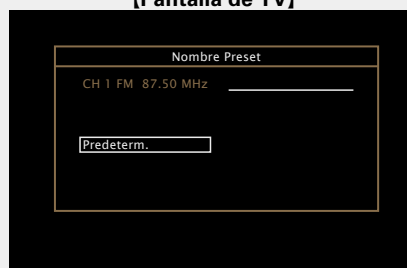 【Pantalla de TV】
Nombre Preset
CH 1 FM 87.50 MHz
Predeterm.